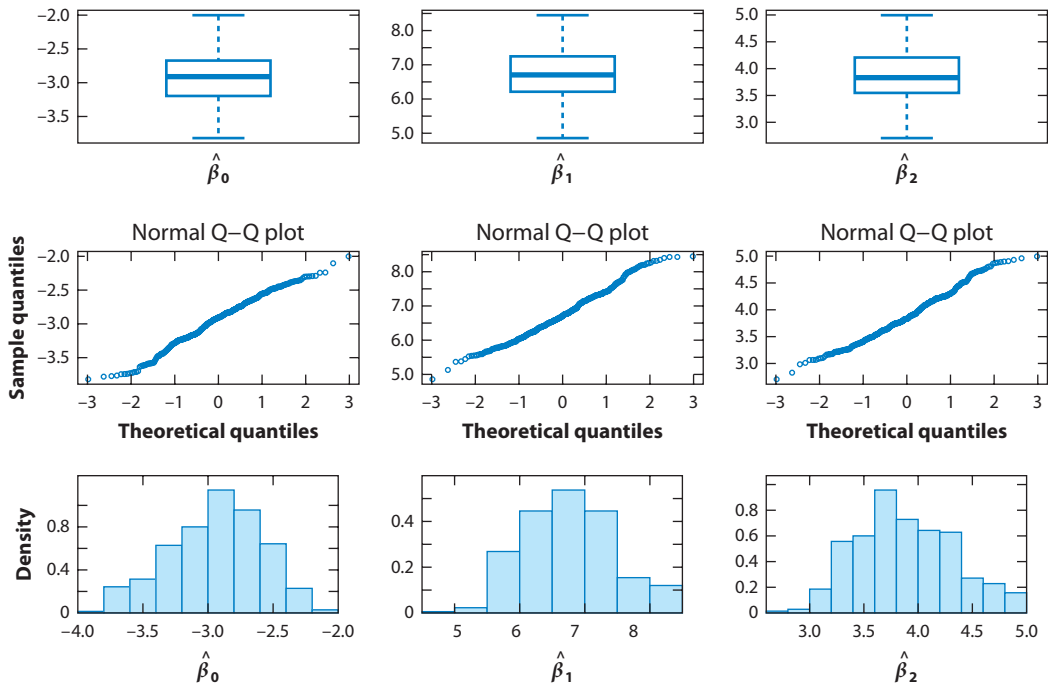 −2.0
−2.5
−3.0
−3.5
β̂₀
8.0
7.0
6.0
5.0
β̂₁
5.0
4.5
4.0
3.5
3.0
β̂₂
Sample quantiles
Normal Q−Q plot
−2.0
−2.5
−3.0
−3.5
−3 −2 −1 0 1 2 3
Theoretical quantiles
Normal Q−Q plot
8.0
7.0
6.0
5.0
−3 −2 −1 0 1 2 3
Theoretical quantiles
Normal Q−Q plot
5.0
4.5
4.0
3.5
3.0
−3 −2 −1 0 1 2 3
Theoretical quantiles
Density
0.8
0.4
0
−4.0 −3.5 −3.0 −2.5 −2.0
β̂₀
0.4
0.2
0
5 6 7 8
β̂₁
0.8
0.6
0.4
0.2
0
3.0 3.5 4.0 4.5 5.0
β̂₂